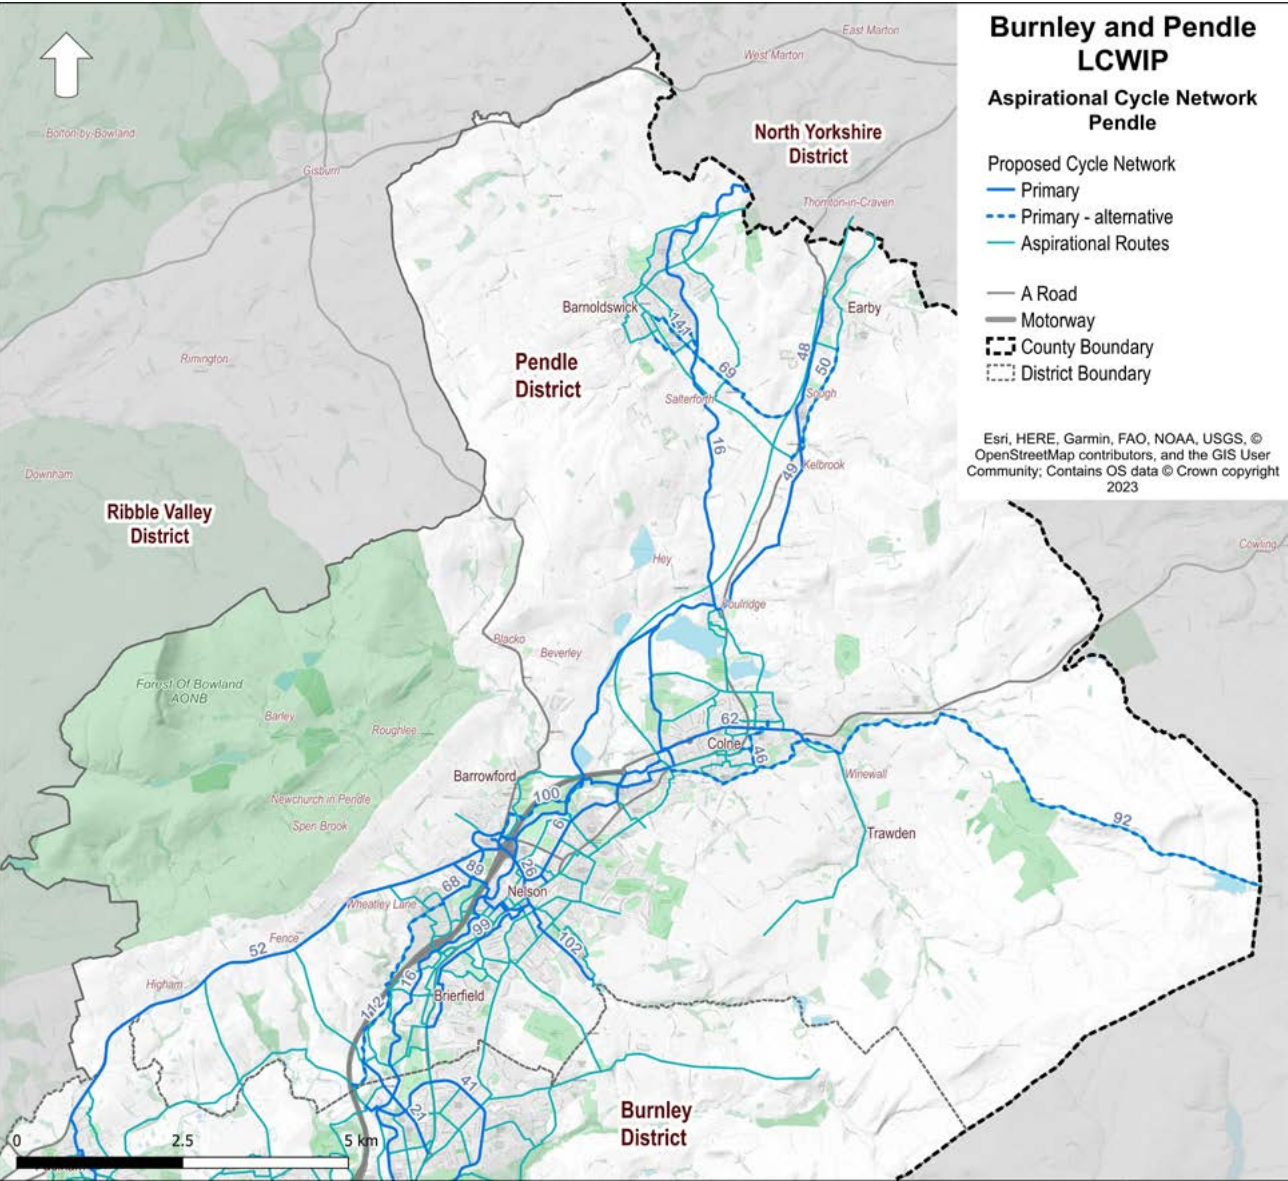 Burnley and Pendle
LCWIP
Aspirational Cycle Network
Pendle
Proposed Cycle Network
Primary
Primary - alternative
Aspirational Routes
A Road
Motorway
County Boundary
District Boundary
Esri, HERE, Garmin, FAO, NOAA, USGS, ©
OpenStreetMap contributors, and the GIS User
Community; Contains OS data © Crown copyright
2023
East Marton
West Marton
Bolton-by-Bowland
North Yorkshire
District
Gisburn
Thornton-in-Craven
Barnoldswick
Earby
141
48
Rimington
Pendle
District
69
50
Salterforth
Sough
16
Kelbrook
49
Downham
Ribble Valley
District
Hey
Cowling
Foulridge
Blacko
Beverley
Forest Of Bowland
AONB
Barley
Roughlee
62
Colne
46
Winewall
Barrowford
100
Newchurch in Pendle
Spen Brook
6
92
Trawden
26
89
68
Nelson
Wheatley Lane
99
Fence
102
52
Higham
16
Brierfield
112
41
21
Burnley
District
0
2.5
5 km